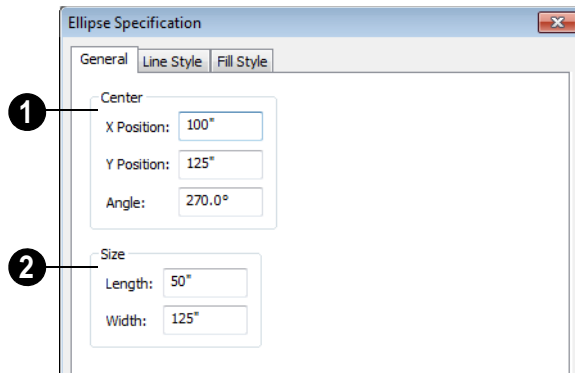 Ellipse Specification
General Line Style Fill Style
1
Center
X Position: 100"
Y Position: 125"
Angle: 270.0°
2
Size
Length: 50"
Width: 125"